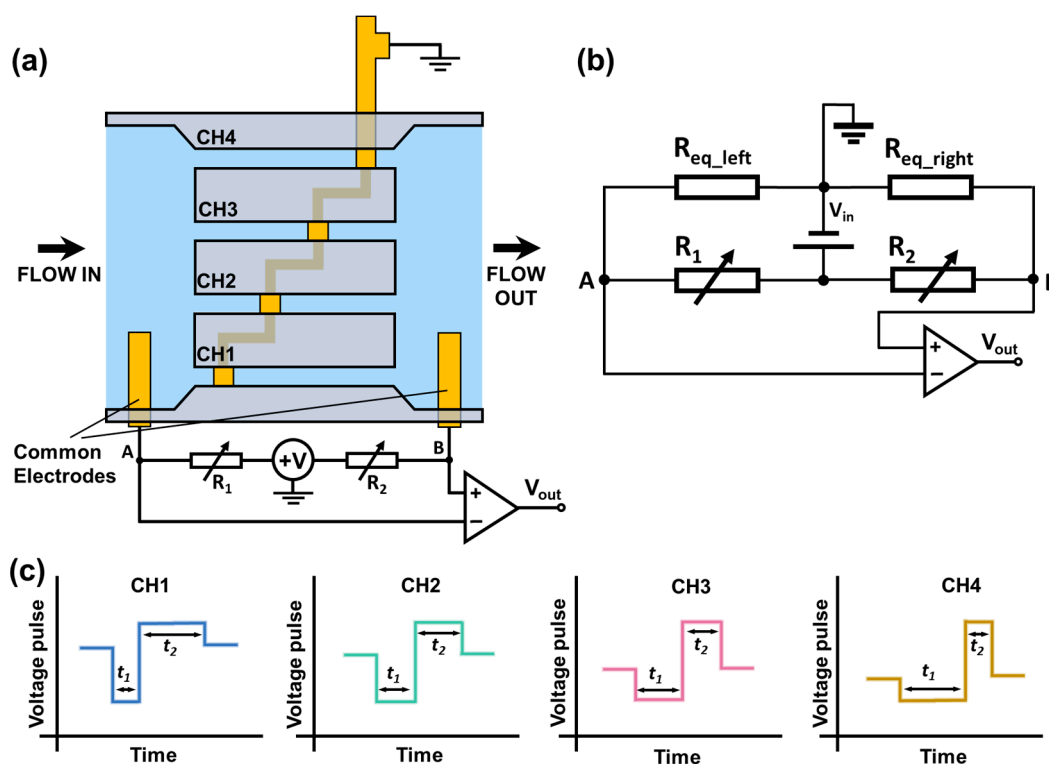 (a)
CH4
CH3
CH2
CH1
FLOW IN
FLOW
OUT
Common
Electrodes
A
B
R1
+V
R2
+
−
Vout
(b)
Req_left
Req_right
Vin
R1
R2
A
+
−
Vout
(c)
CH1
Voltage pulse
t1
t2
Time
CH2
Voltage pulse
t1
t2
Time
CH3
Voltage pulse
t1
t2
Time
CH4
Voltage pulse
t1
t2
Time